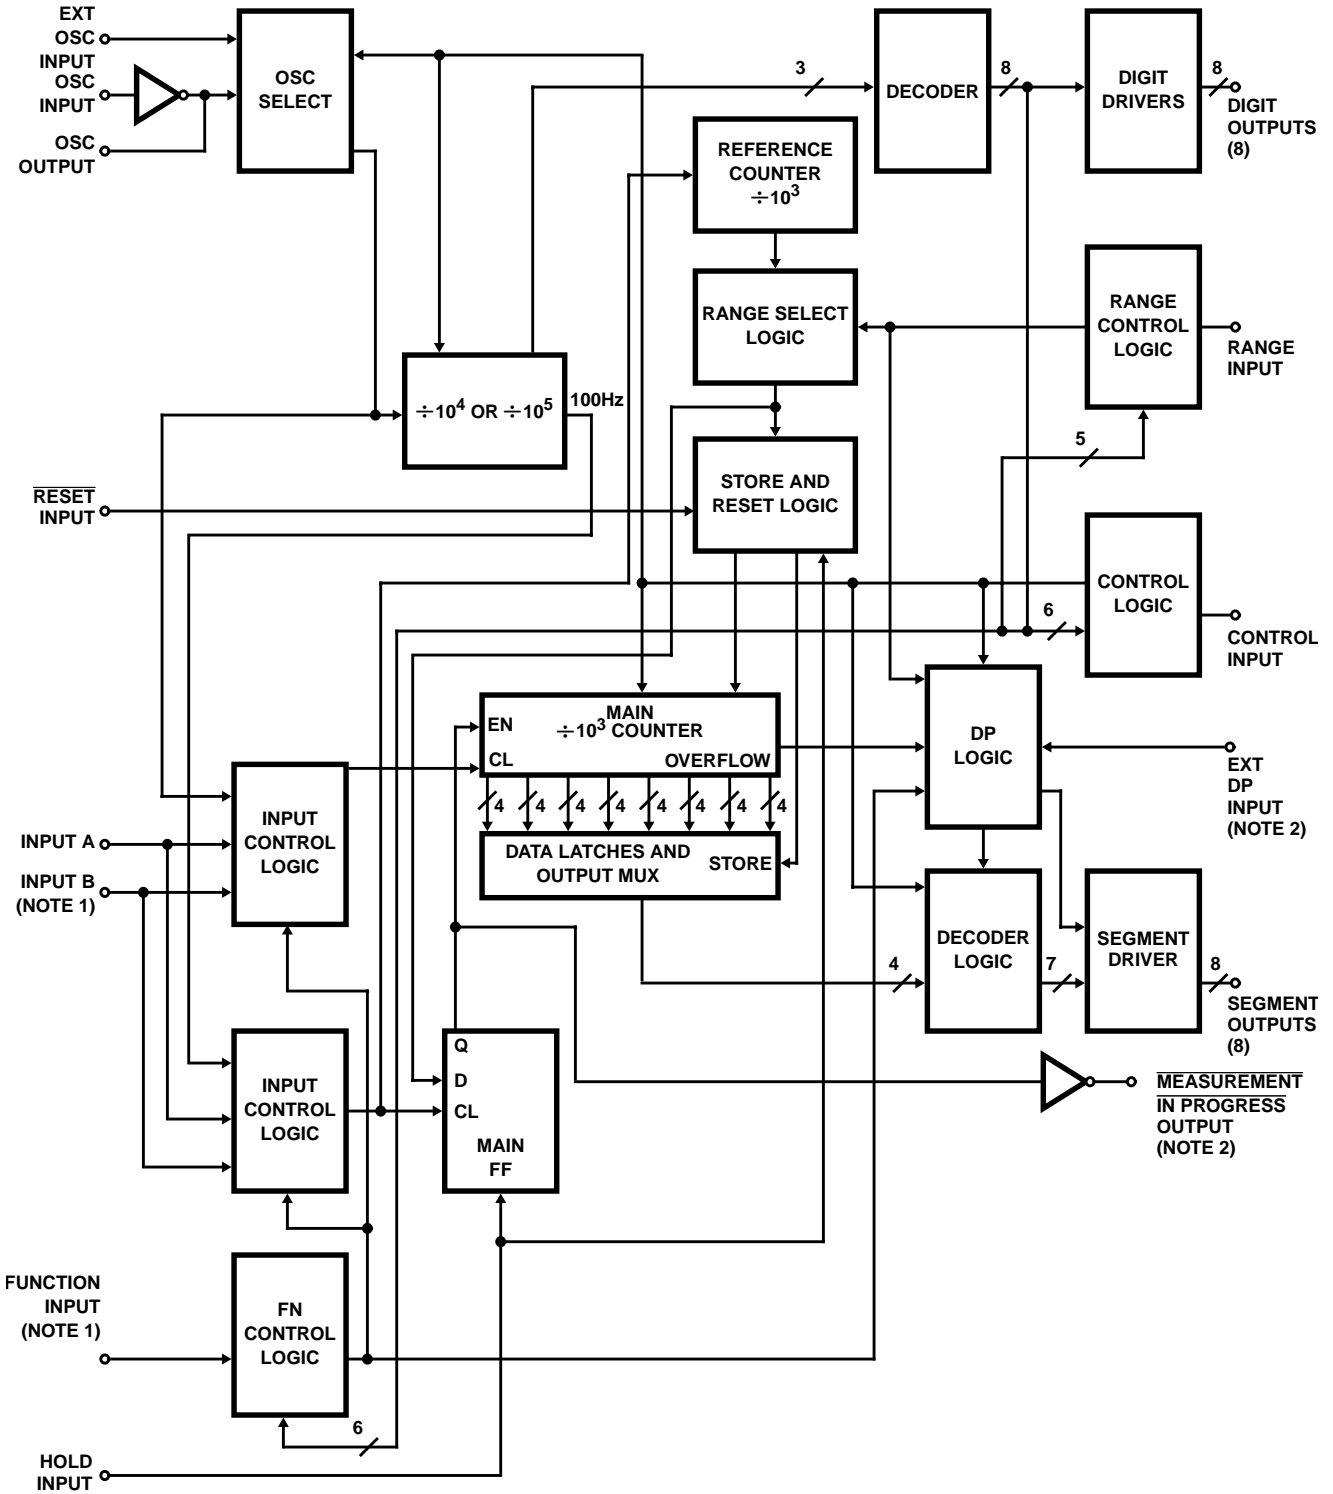 EXT
OSC
INPUT
OSC
INPUT
OSC
OUTPUT
OSC
SELECT
3
DECODER
8
DIGIT
DRIVERS
8
DIGIT
OUTPUTS
(8)
REFERENCE
COUNTER
÷10³
RANGE SELECT
LOGIC
RANGE
CONTROL
LOGIC
RANGE
INPUT
÷10⁴ OR ÷10⁵
100Hz
5
RESET
INPUT
STORE AND
RESET LOGIC
CONTROL
LOGIC
6
CONTROL
INPUT
MAIN
÷10³ COUNTER
EN
CL
OVERFLOW
4 4 4 4 4 4 4 4
DATA LATCHES AND
OUTPUT MUX
STORE
DP
LOGIC
EXT
DP
INPUT
(NOTE 2)
INPUT
CONTROL
LOGIC
INPUT A
INPUT B
(NOTE 1)
4
DECODER
LOGIC
7
SEGMENT
DRIVER
8
SEGMENT
OUTPUTS
(8)
INPUT
CONTROL
LOGIC
Q
D
CL
MAIN
FF
MEASUREMENT
IN PROGRESS
OUTPUT
(NOTE 2)
FUNCTION
INPUT
(NOTE 1)
FN
CONTROL
LOGIC
6
HOLD
INPUT